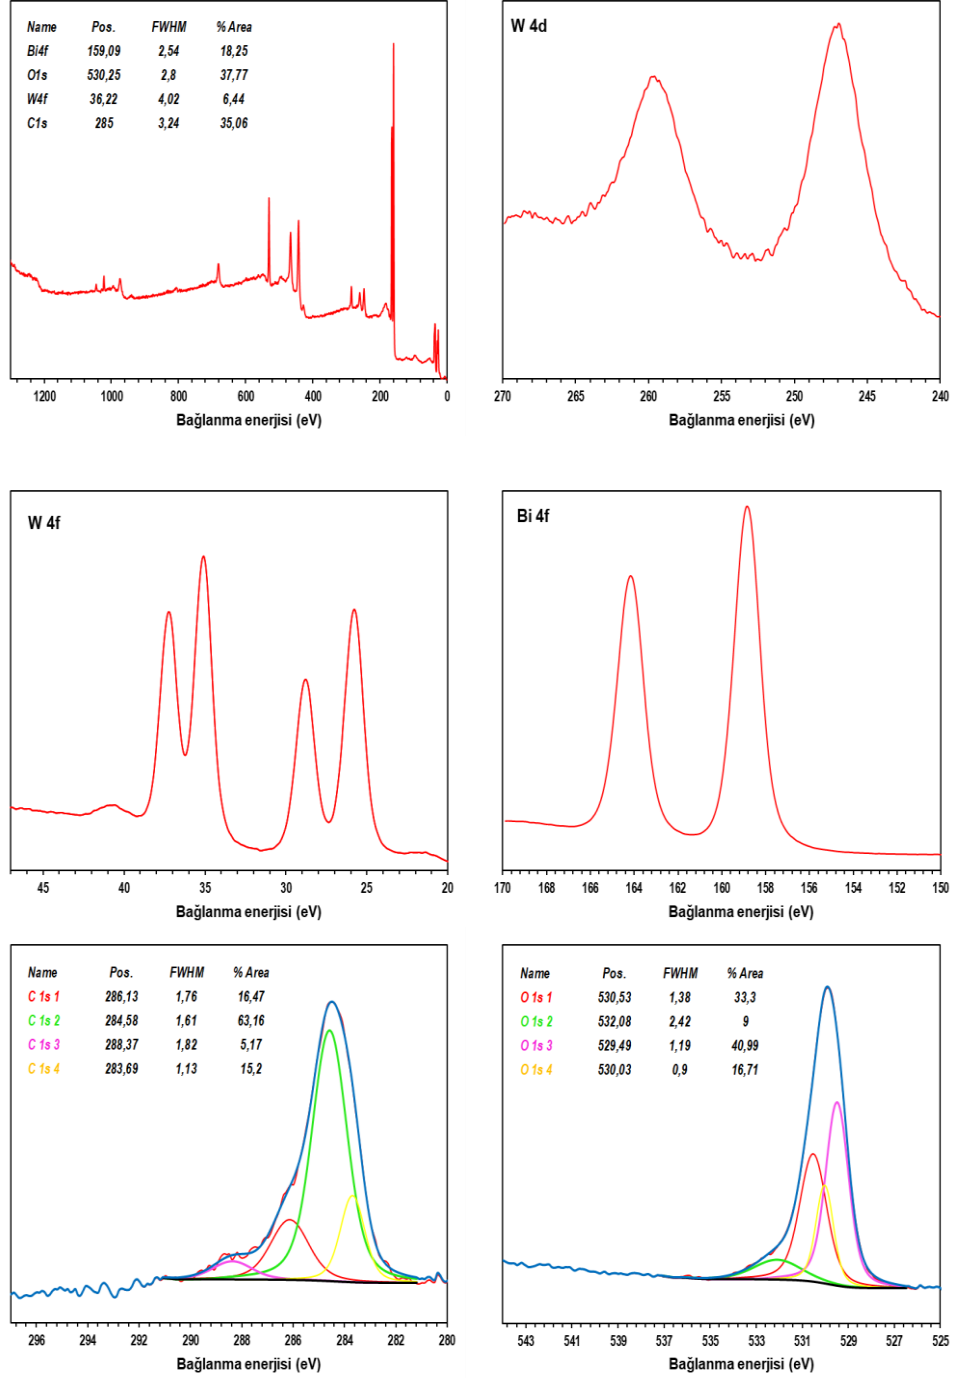 Name Pos. FWHM % Area
Bi4f 159,09 2,54 18,25
O1s 530,25 2,8 37,77
W4f 36,22 4,02 6,44
C1s 285 3,24 35,06
1200 1000 800 600 400 200 0
Bağlanma enerjisi (eV)
W 4d
270 265 260 255 250 245 240
Bağlanma enerjisi (eV)
W 4f
45 40 35 30 25 20
Bağlanma enerjisi (eV)
Bi 4f
170 168 166 164 162 160 158 156 154 152 150
Bağlanma enerjisi (eV)
Name Pos. FWHM % Area
C 1s 1 286,13 1,76 16,47
C 1s 2 284,58 1,61 63,16
C 1s 3 288,37 1,82 5,17
C 1s 4 283,69 1,13 15,2
296 294 292 290 288 286 284 282 280
Bağlanma enerjisi (eV)
Name Pos. FWHM % Area
O 1s 1 530,53 1,38 33,3
O 1s 2 532,08 2,42 9
O 1s 3 529,49 1,19 40,99
O 1s 4 530,03 0,9 16,71
543 541 539 537 535 533 531 529 527 525
Bağlanma enerjisi (eV)